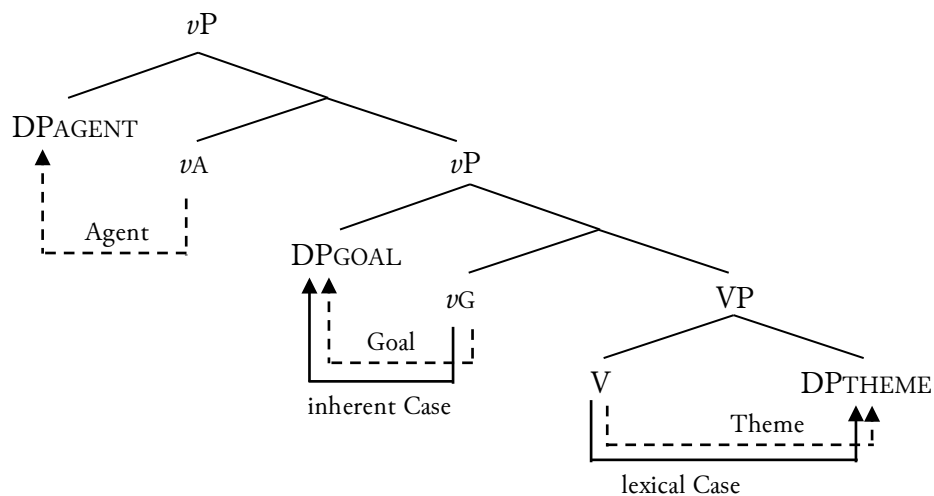 vP
DPAGENT
vA
vP
Agent
DPGOAL
vG
VP
Goal
V
DPTHEME
inherent Case
Theme
lexical Case